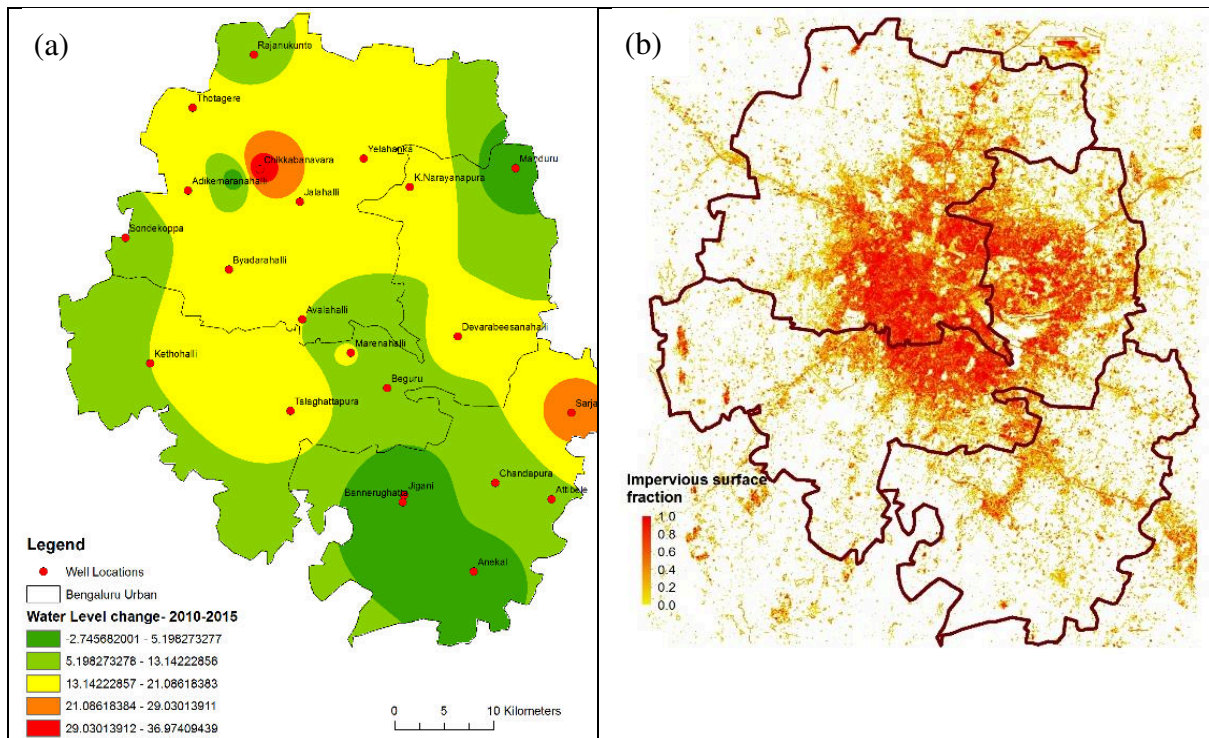 (a)
Rajanukunte
Thotagere
Chikkabanavara
Yelahanka
Manduru
Adikemaranahalli
K.Narayanapura
Jalahalli
Sondekoppa
Byadarahalli
Avalahalli
Devarabeesanahalli
Marenahalli
Kethohalli
Beguru
Talaghattapura
Sarja
Chandapura
Jigani
Bannerughatta
Attibele
Anekal
Legend
Well Locations
Bengaluru Urban
Water Level change- 2010-2015
-2.745682001 - 5.198273277
5.198273278 - 13.14222856
13.14222857 - 21.08618383
21.08618384 - 29.03013911
29.03013912 - 36.97409439
0 5 10 Kilometers
(b)
Impervious surface
fraction
1.0
0.8
0.6
0.4
0.2
0.0